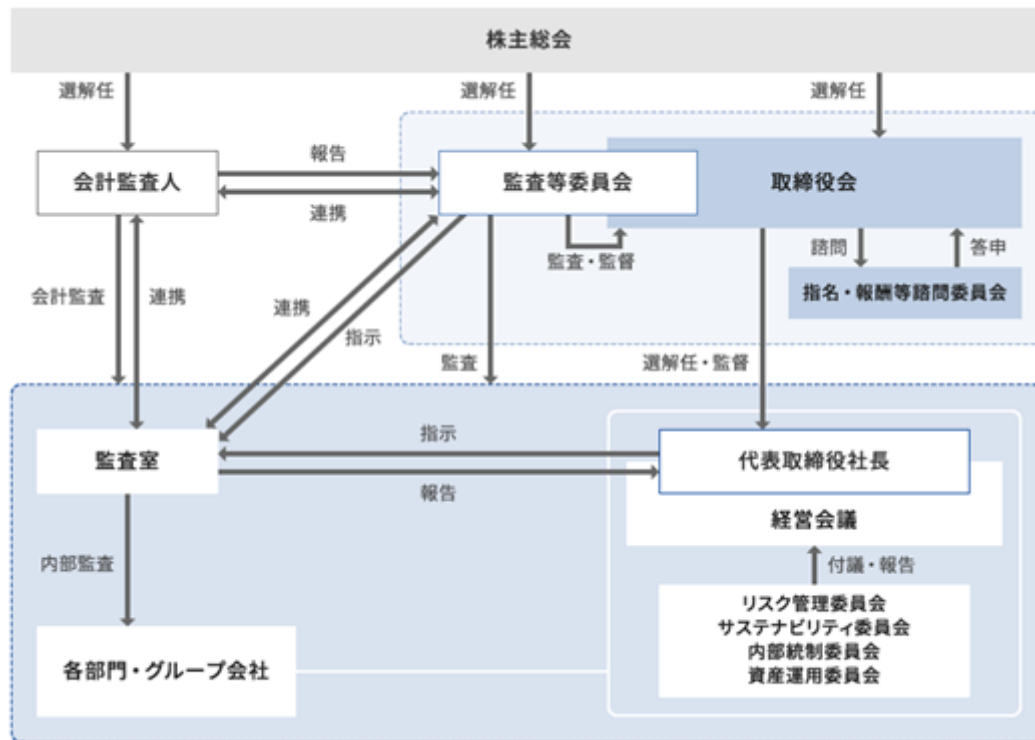 株主総会
選解任
選解任
選解任
会計監査人
報告
連携
監査等委員会
取締役会
監査・監督
諮問
答申
指名・報酬等諮問委員会
会計監査
連携
連携
指示
監査
選解任・監督
監査室
指示
報告
代表取締役社長
経営会議
内部監査
付議・報告
リスク管理委員会
サステナビリティ委員会
内部統制委員会
資産運用委員会
各部門・グループ会社